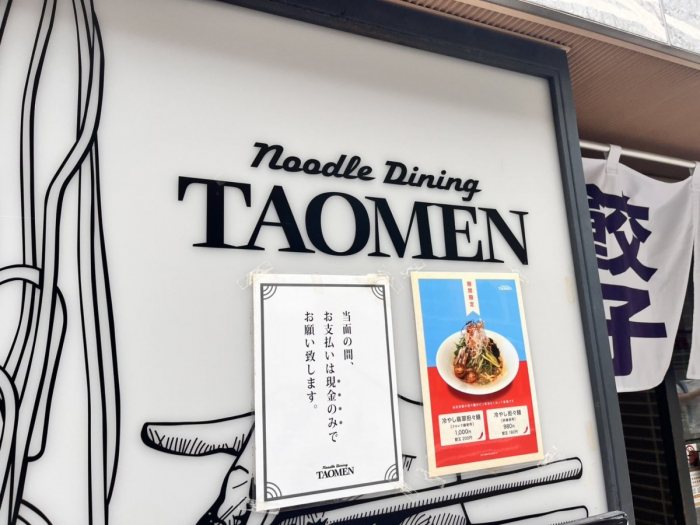 Noodle Dining
TAOMEN
当面の間、
お支払いは現金のみで
お願い致します。
Noodle Dining
TAOMEN
期間限定
冷やし担々麺
980円
冷やし翡翠担々麺
1,000円
餃子